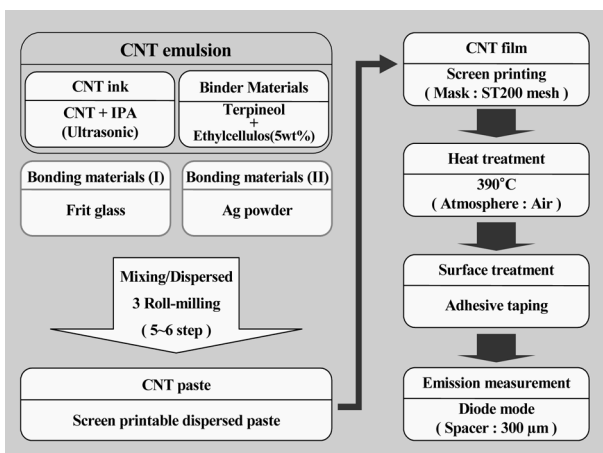 CNT emulsion
CNT ink
CNT + IPA
(Ultrasonic)
Binder Materials
Terpineol
+
Ethylcellulos(5wt%)
Bonding materials (I)
Frit glass
Bonding materials (II)
Ag powder
Mixing/Dispersed
3 Roll-milling
( 5~6 step )
CNT paste
Screen printable dispersed paste
CNT film
Screen printing
( Mask : ST200 mesh )
Heat treatment
390°C
( Atmosphere : Air )
Surface treatment
Adhesive taping
Emission measurement
Diode mode
( Spacer : 300 μm )